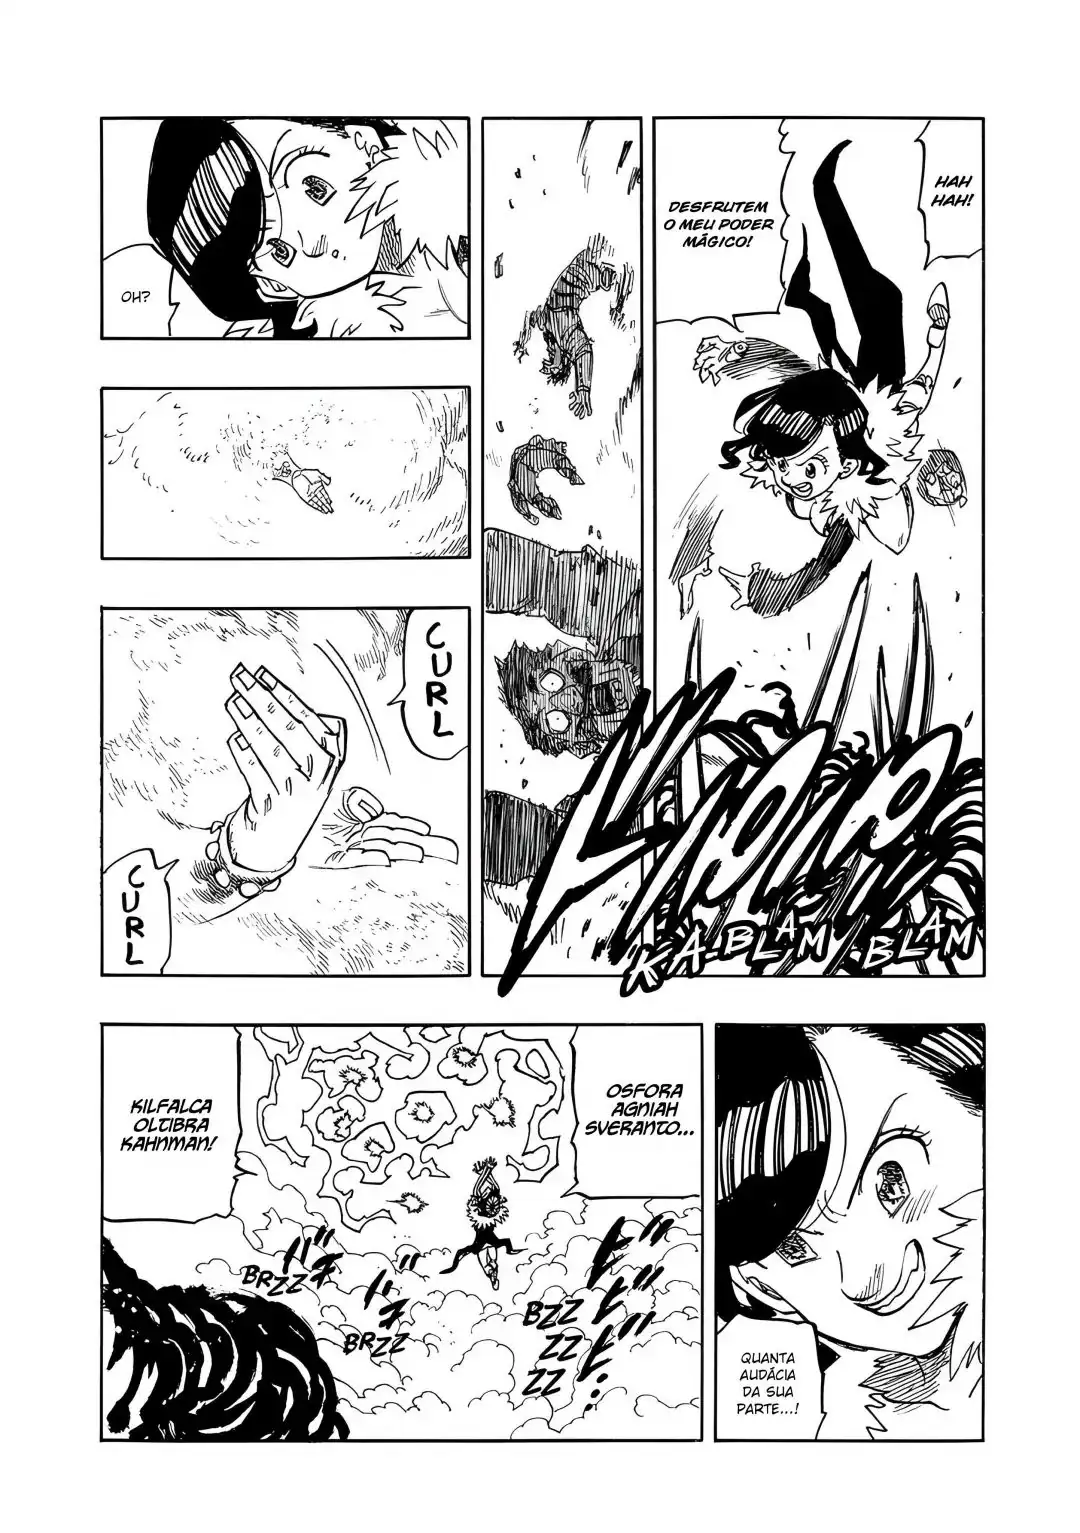 HAH
HAH!
DESFRUTEM
O MEU PODER
MÁGICO!
KA-BLAM
BLAM
OH?
CURL
CURL
QUANTA
AUDÁCIA
DA SUA
PARTE...!
OSFORA
AGNIAH
SVERANTO...
KILFALCA
OLTIBRA
KAHNMAN!
BZZ
ZZ
ZZ
BRZZ
BRZZ